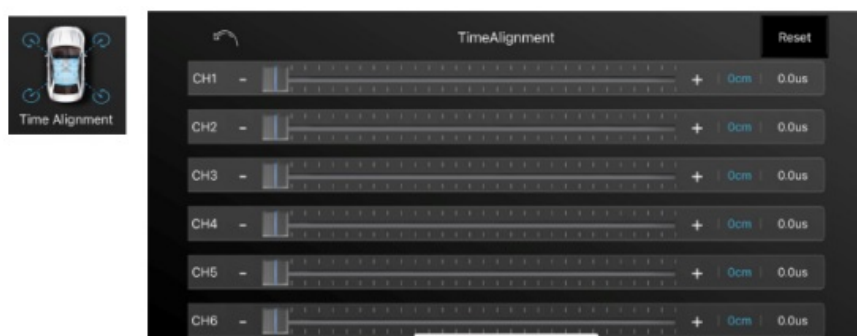 Time Alignment
TimeAlignment Reset
CH1 - + 0cm 0.0us
CH2 - + 0cm 0.0us
CH3 - + 0cm 0.0us
CH4 - + 0cm 0.0us
CH5 - + 0cm 0.0us
CH6 - + 0cm 0.0us